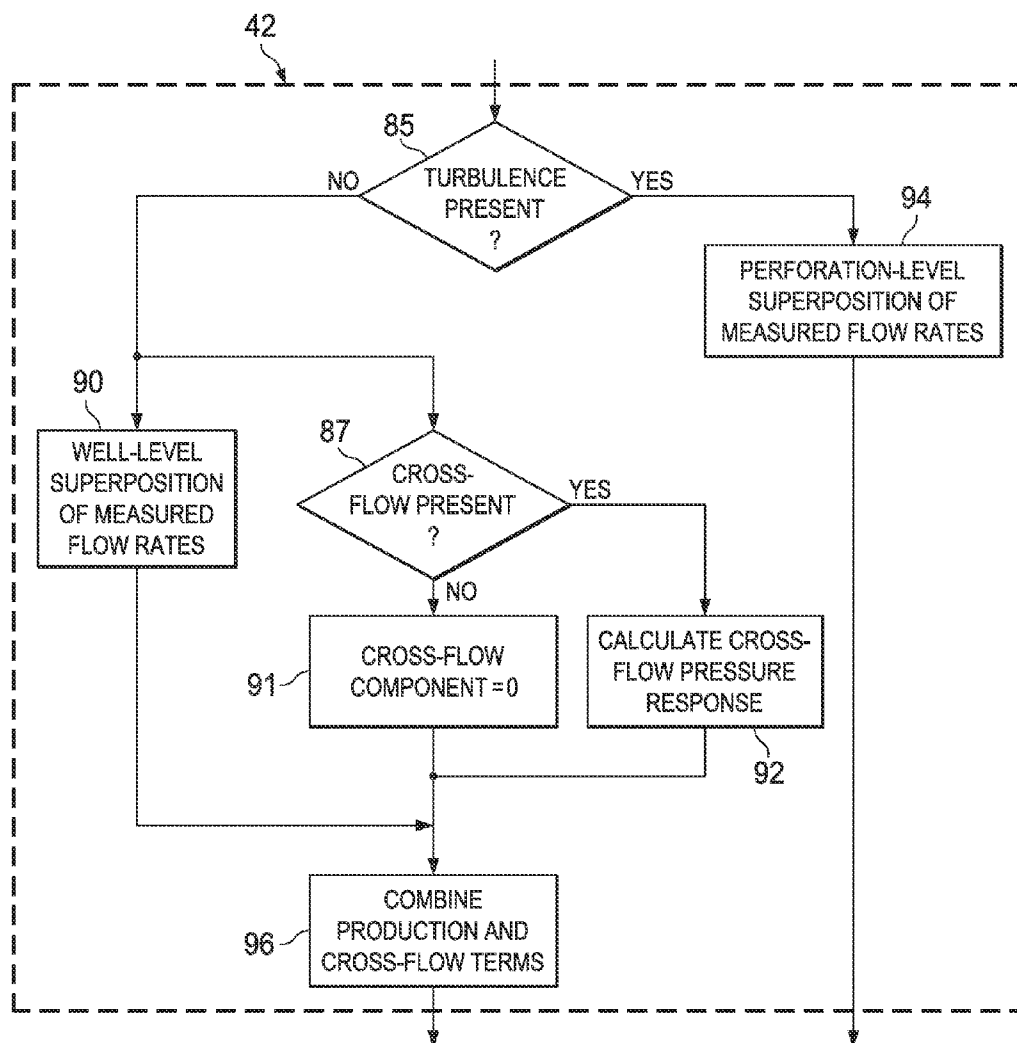 42
85
TURBULENCE
PRESENT
?
NO
YES
94
PERFORATION-LEVEL
SUPERPOSITION OF
MEASURED FLOW RATES
90
WELL-LEVEL
SUPERPOSITION
OF MEASURED
FLOW RATES
87
CROSS-
FLOW PRESENT
?
YES
NO
91
CROSS-FLOW
COMPONENT = 0
CALCULATE CROSS-
FLOW PRESSURE
RESPONSE
92
96
COMBINE
PRODUCTION AND
CROSS-FLOW TERMS